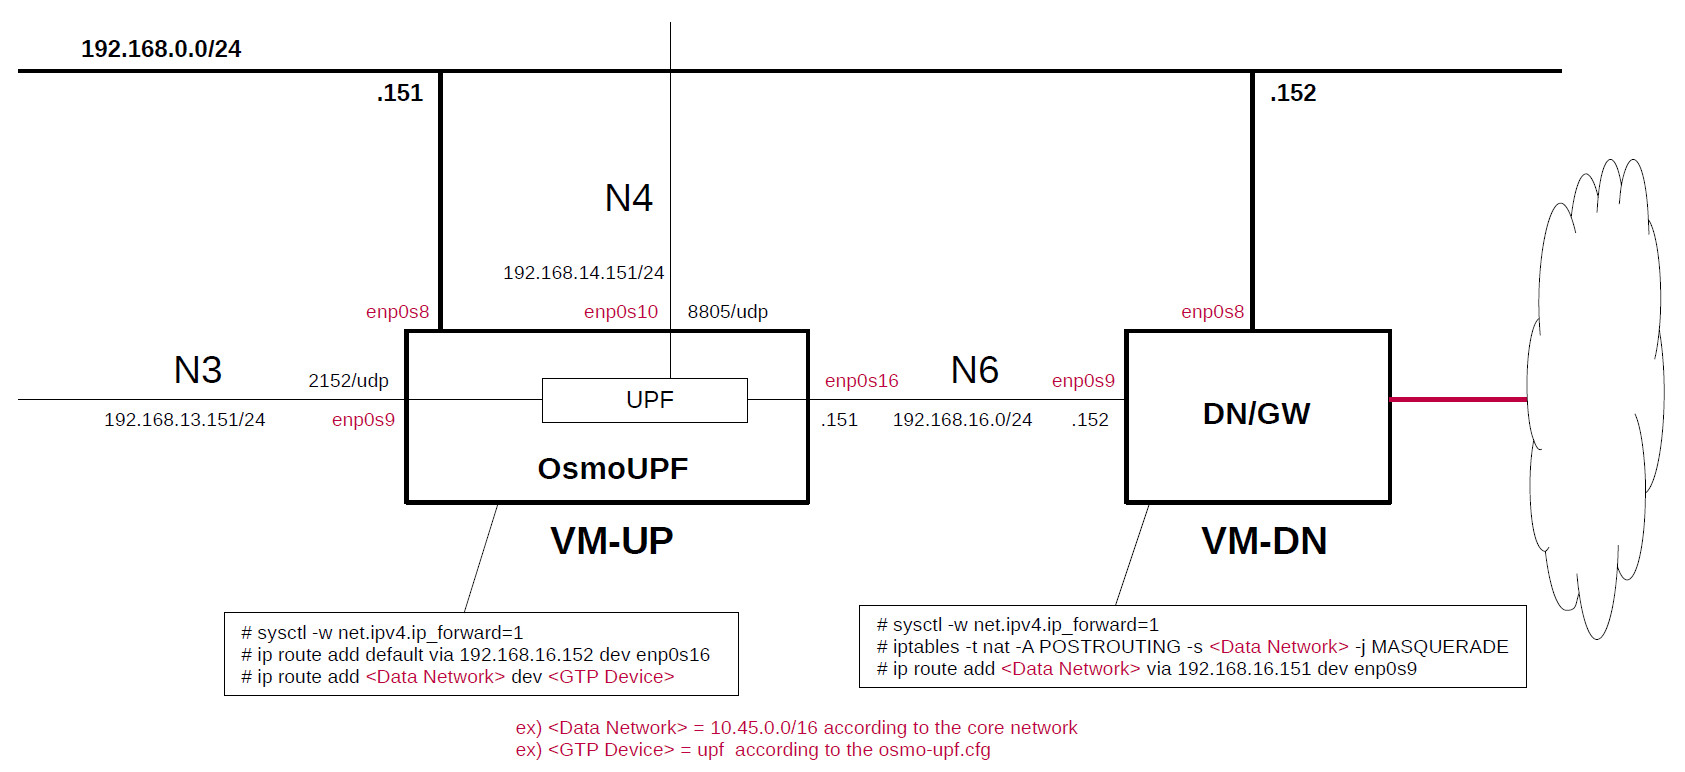 192.168.0.0/24
.151
.152
N4
192.168.14.151/24
enp0s8
enp0s10
8805/udp
enp0s8
N3
2152/udp
192.168.13.151/24
enp0s9
UPF
OsmoUPF
VM-UP
enp0s16
N6
enp0s9
.151
192.168.16.0/24
.152
DN/GW
VM-DN
# sysctl -w net.ipv4.ip_forward=1
# ip route add default via 192.168.16.152 dev enp0s16
# ip route add <Data Network> dev <GTP Device>
# sysctl -w net.ipv4.ip_forward=1
# iptables -t nat -A POSTROUTING -s <Data Network> -j MASQUERADE
# ip route add <Data Network> via 192.168.16.151 dev enp0s9
ex) <Data Network> = 10.45.0.0/16 according to the core network
ex) <GTP Device> = upf  according to the osmo-upf.cfg